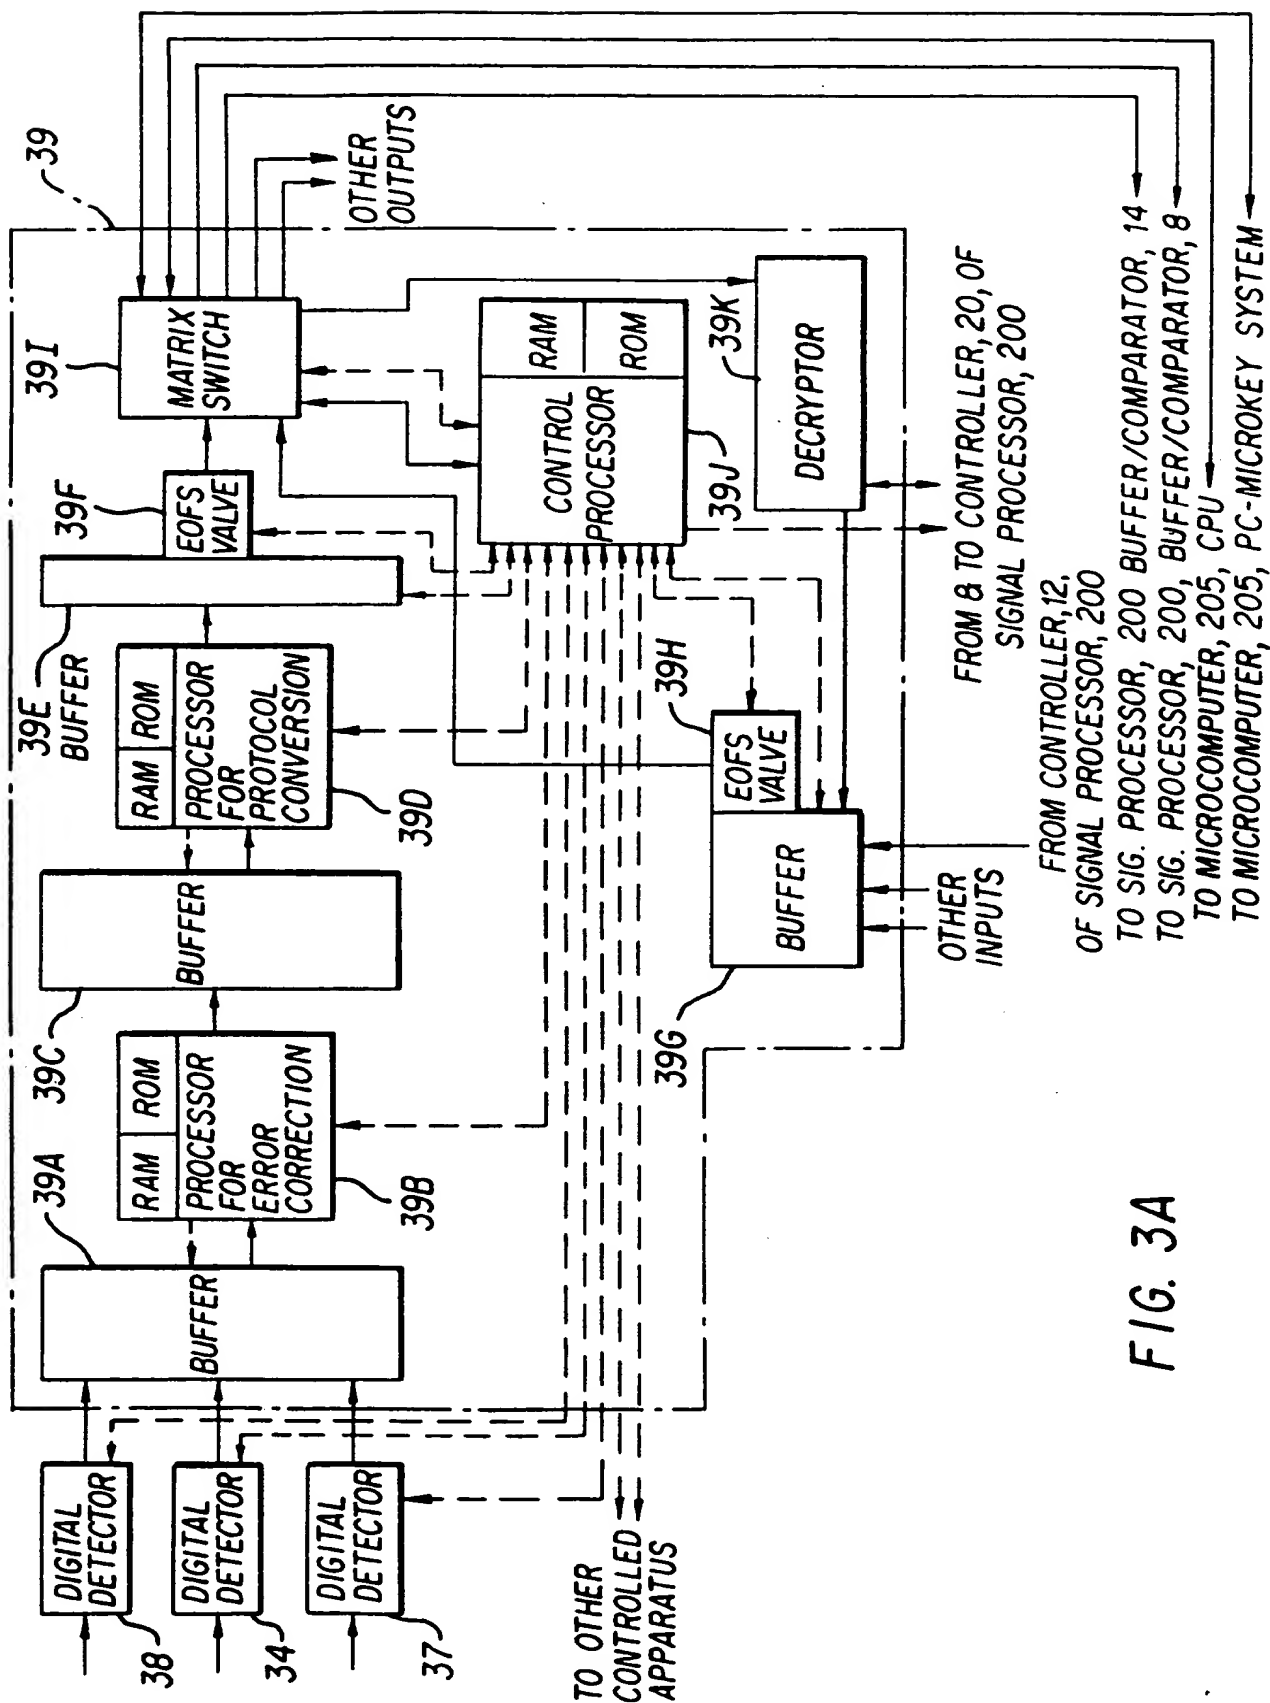 39
39A
39C
39E
BUFFER
39F
39I
DIGITAL
DETECTOR
38
DIGITAL
DETECTOR
34
DIGITAL
DETECTOR
37
BUFFER
RAM
ROM
PROCESSOR
FOR
ERROR
CORRECTION
39B
BUFFER
RAM
ROM
PROCESSOR
FOR
PROTOCOL
CONVERSION
39D
EOFS
VALVE
MATRIX
SWITCH
OTHER
OUTPUTS
CONTROL
PROCESSOR
RAM
ROM
39J
39K
DECRYPTOR
39H
EOFS
VALVE
BUFFER
39G
OTHER
INPUTS
TO OTHER
CONTROLLED
APPARATUS
FROM & TO CONTROLLER, 20, OF
SIGNAL PROCESSOR, 200
FROM CONTROLLER, 12,
OF SIGNAL PROCESSOR, 200
TO SIG. PROCESSOR, 200 BUFFER/COMPARATOR, 14
TO SIG. PROCESSOR, 200, BUFFER/COMPARATOR, 8
TO MICROCOMPUTER, 205, CPU
TO MICROCOMPUTER, 205, PC-MICROKEY SYSTEM
FIG. 3A